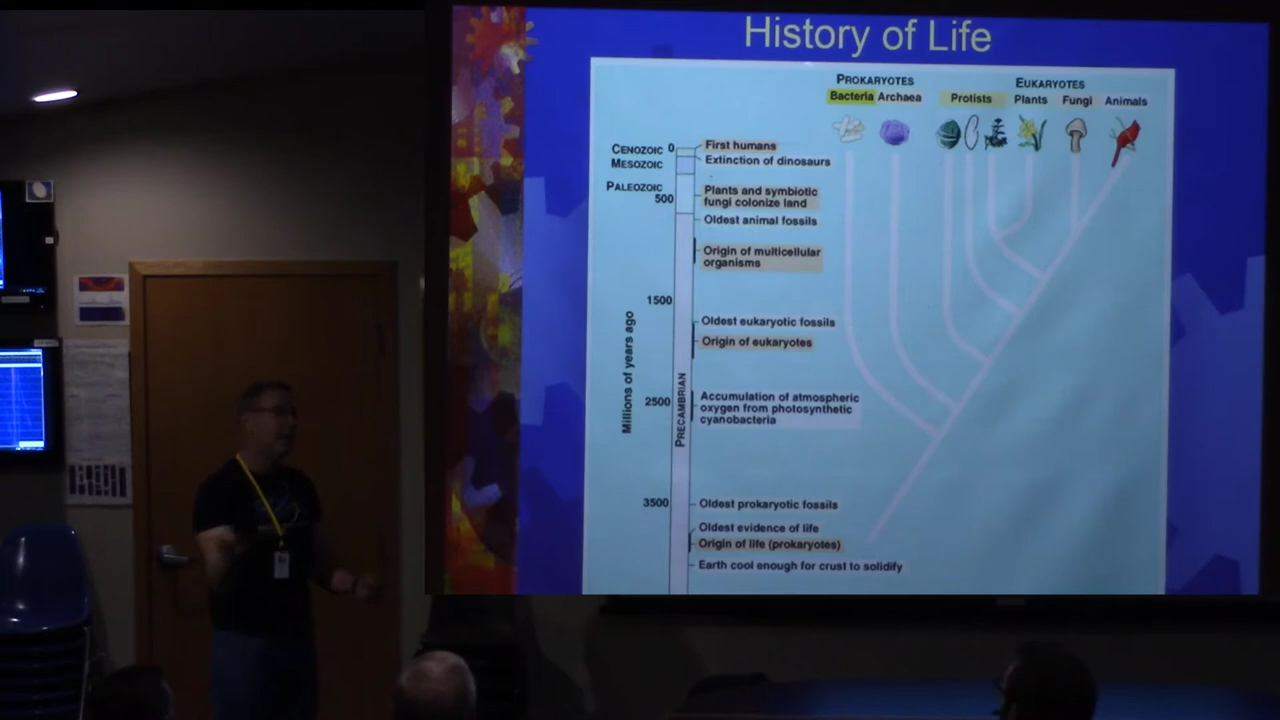 History of Life
PROKARYOTES EUKARYOTES
Bacteria Archaea Protists Plants Fungi Animals
CENOZOIC 0
MESOZOIC
PALEOZOIC
500
1500
2500
3500
Millions of years ago
PRECAMBRIAN
First humans
Extinction of dinosaurs
Plants and symbiotic
fungi colonize land
Oldest animal fossils
Origin of multicellular
organisms
Oldest eukaryotic fossils
Origin of eukaryotes
Accumulation of atmospheric
oxygen from photosynthetic
cyanobacteria
Oldest prokaryotic fossils
Oldest evidence of life
Origin of life (prokaryotes)
Earth cool enough for crust to solidify